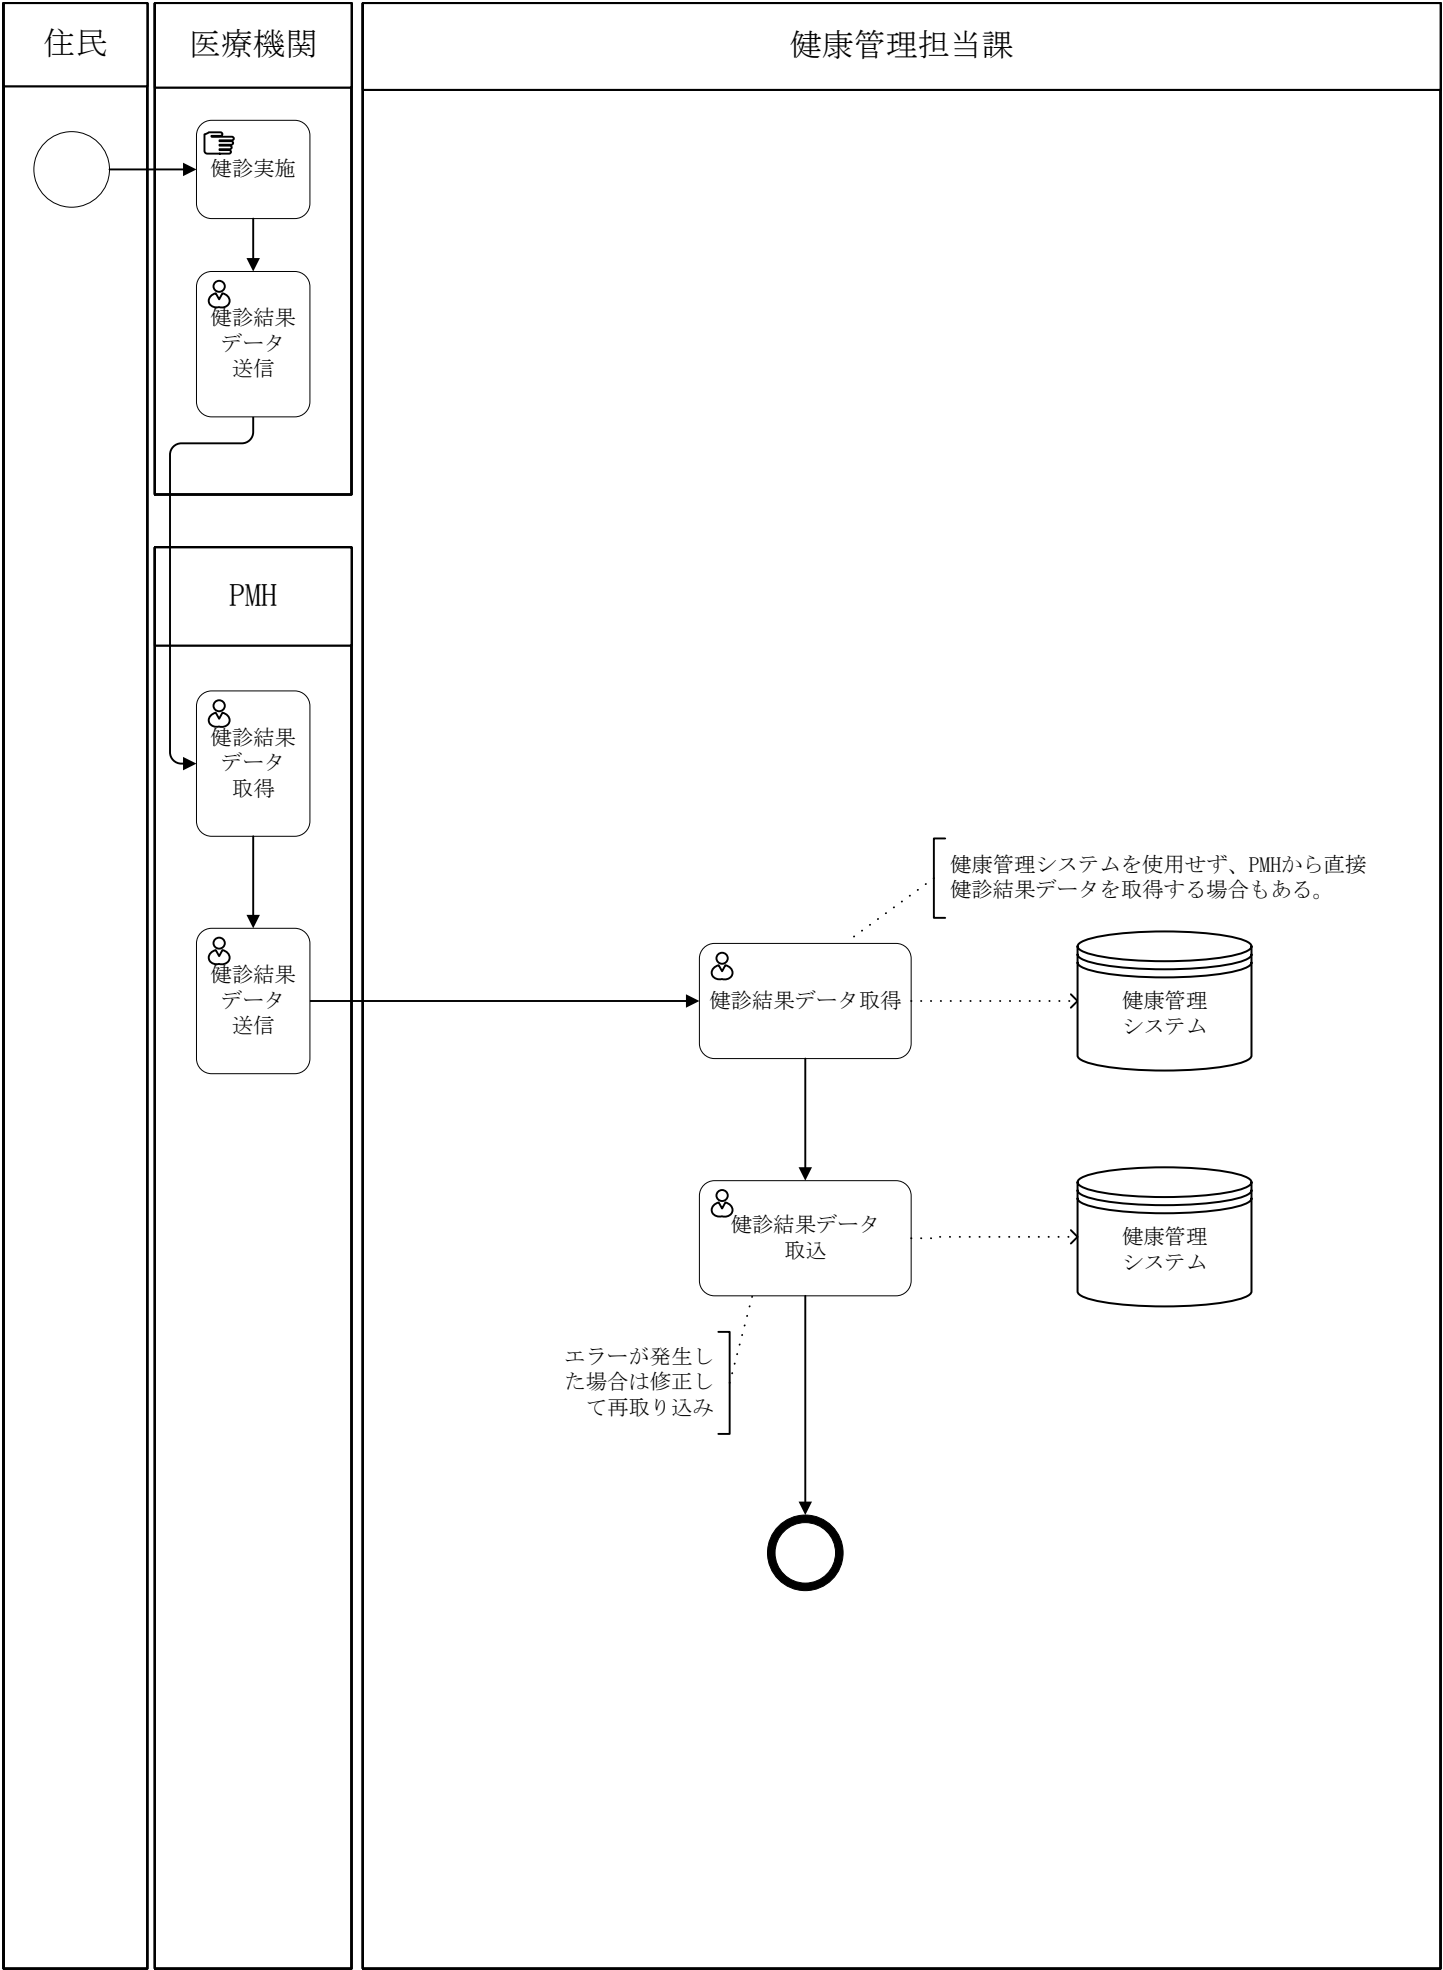 住民
医療機関
健康管理担当課
健診実施
健診結果
データ
送信
PMH
健診結果
データ
取得
健診結果
データ
送信
健康管理システムを使用せず、PMHから直接
健診結果データを取得する場合もある。
健診結果データ取得
健康管理
システム
健診結果データ
取込
健康管理
システム
エラーが発生し
た場合は修正し
て再取り込み